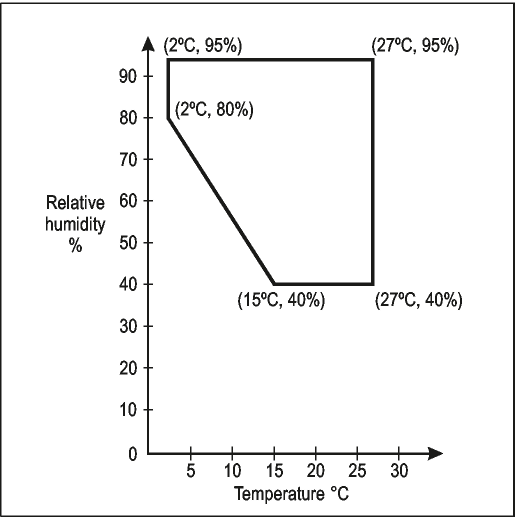 (2ºC, 95%) (27ºC, 95%)
90
80 (2ºC, 80%)
70
Relative
humidity
%
60
50
40
(15ºC, 40%) (27ºC, 40%)
30
20
10
0
5 10 15 20 25 30
Temperature °C